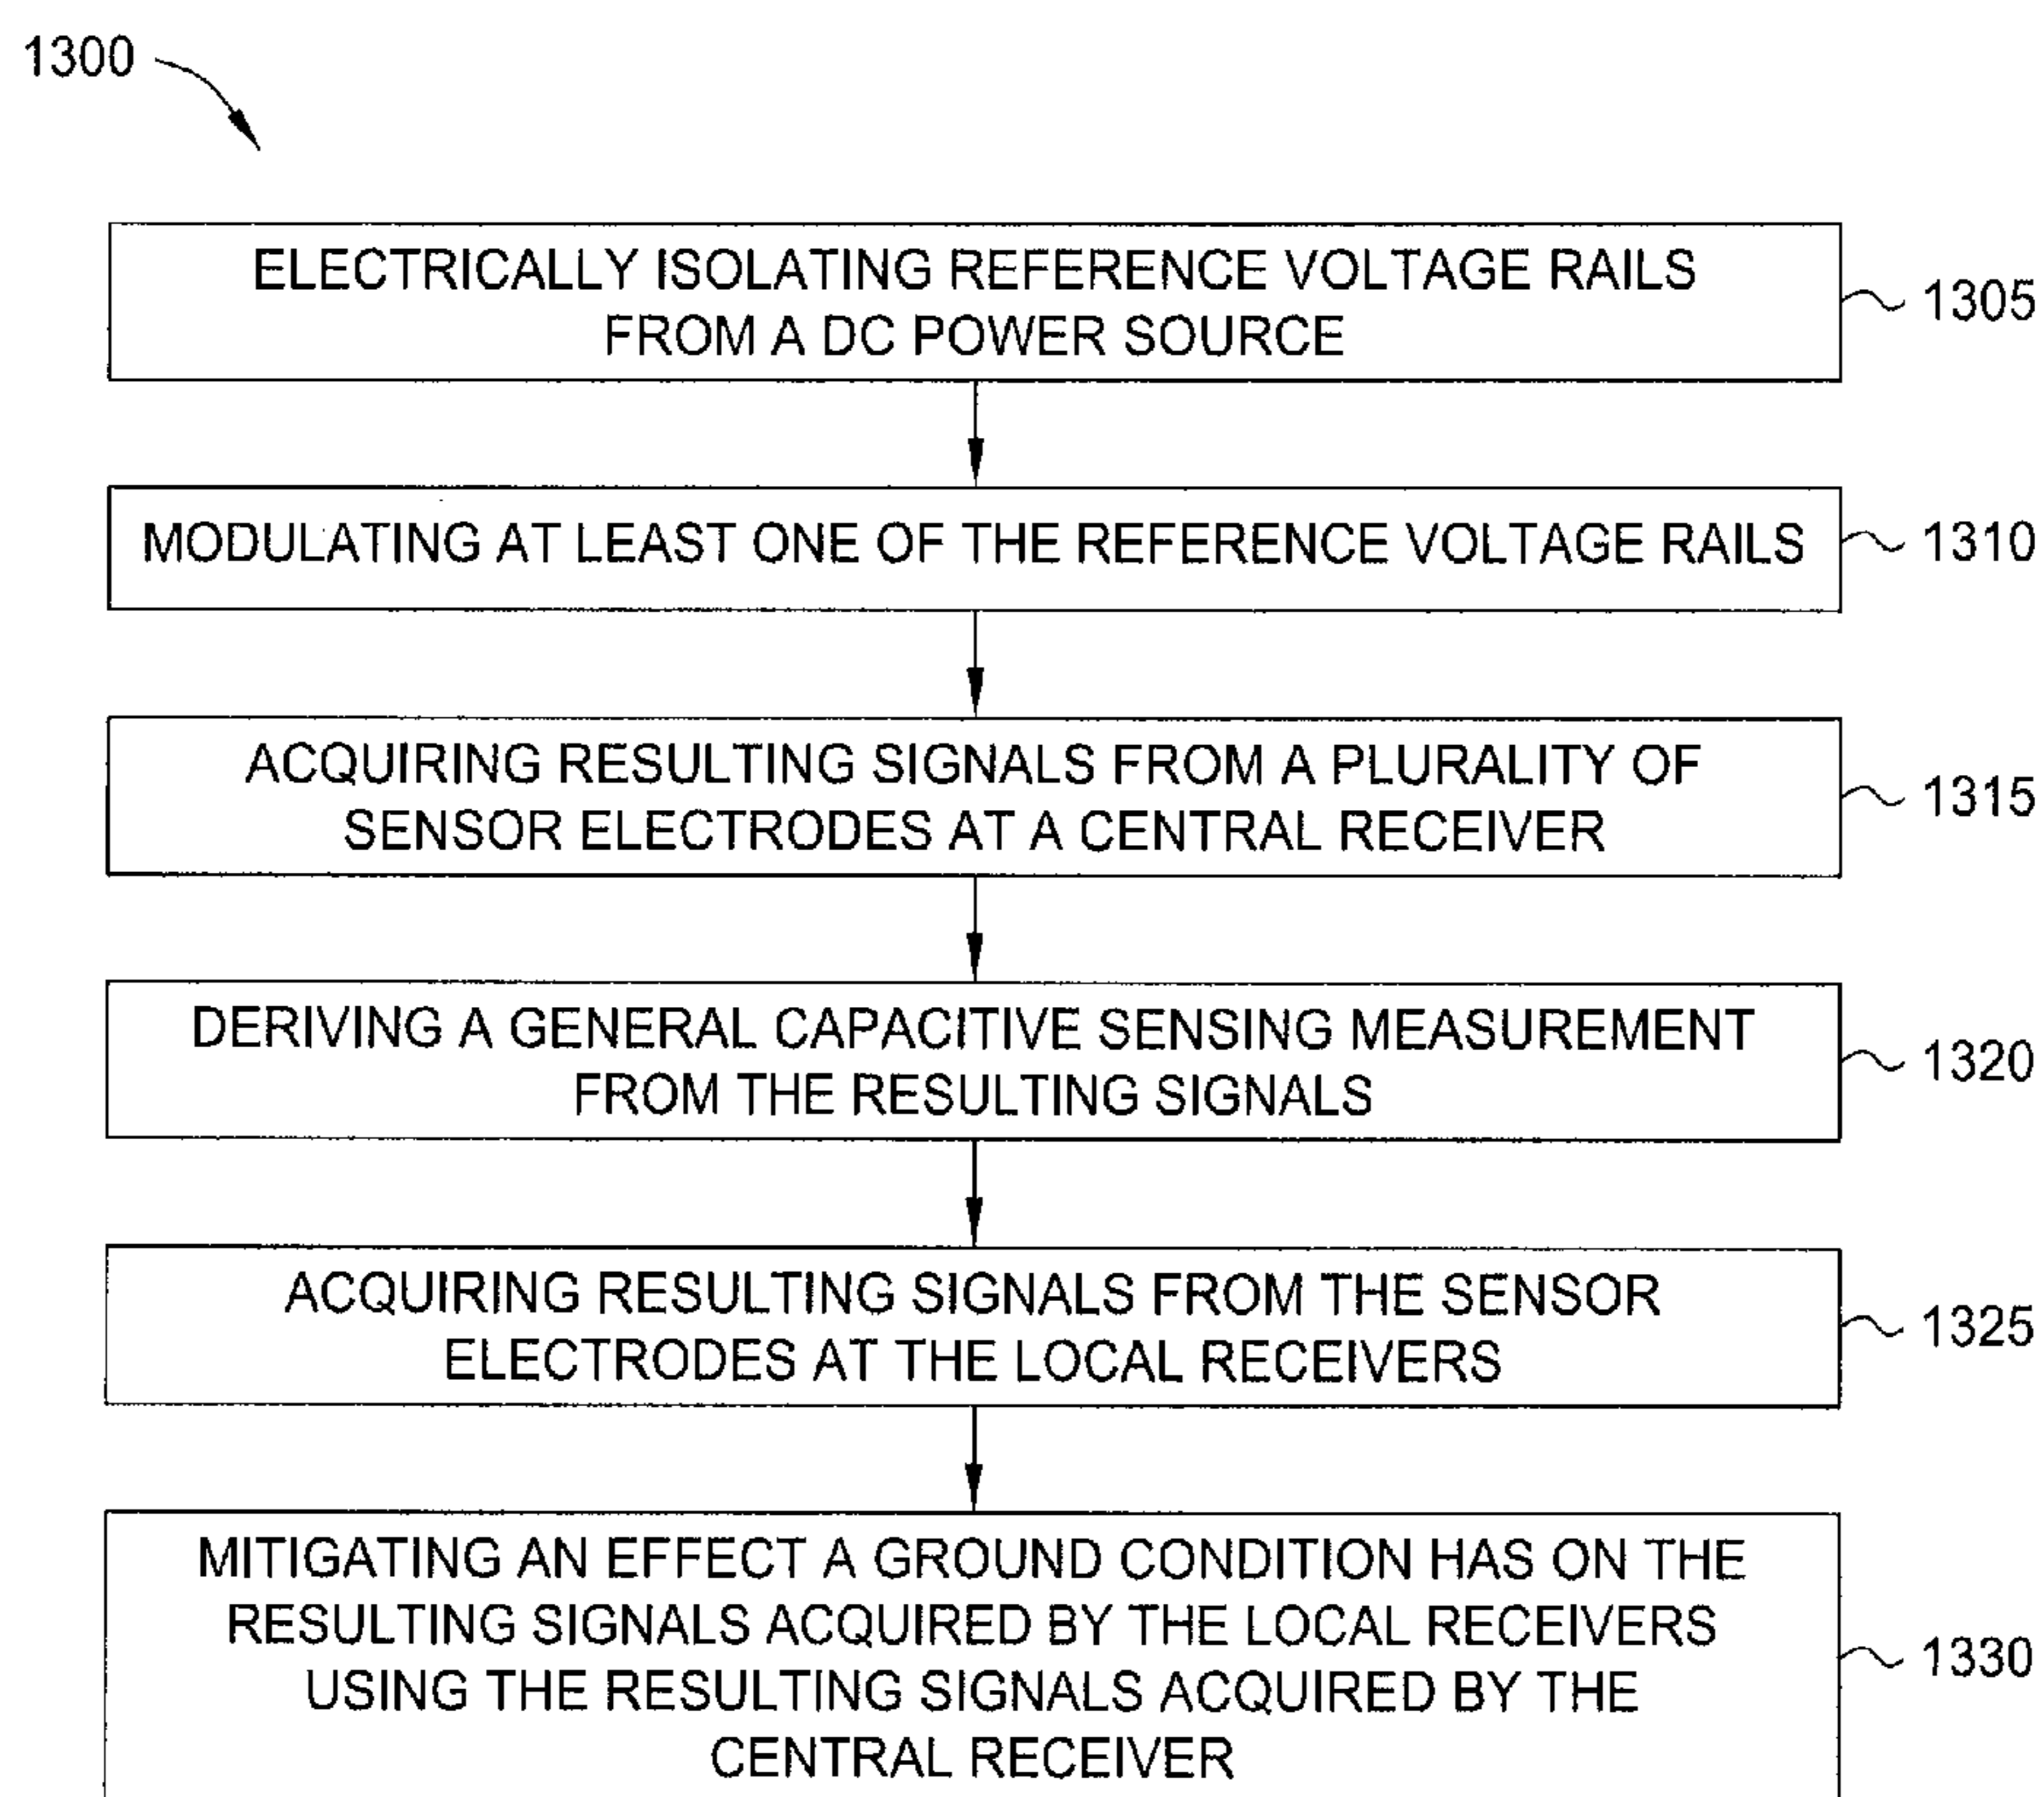 1300
ELECTRICALLY ISOLATING REFERENCE VOLTAGE RAILS
FROM A DC POWER SOURCE
1305
MODULATING AT LEAST ONE OF THE REFERENCE VOLTAGE RAILS
1310
ACQUIRING RESULTING SIGNALS FROM A PLURALITY OF
SENSOR ELECTRODES AT A CENTRAL RECEIVER
1315
DERIVING A GENERAL CAPACITIVE SENSING MEASUREMENT
FROM THE RESULTING SIGNALS
1320
ACQUIRING RESULTING SIGNALS FROM THE SENSOR
ELECTRODES AT THE LOCAL RECEIVERS
1325
MITIGATING AN EFFECT A GROUND CONDITION HAS ON THE
RESULTING SIGNALS ACQUIRED BY THE LOCAL RECEIVERS
USING THE RESULTING SIGNALS ACQUIRED BY THE
CENTRAL RECEIVER
1330